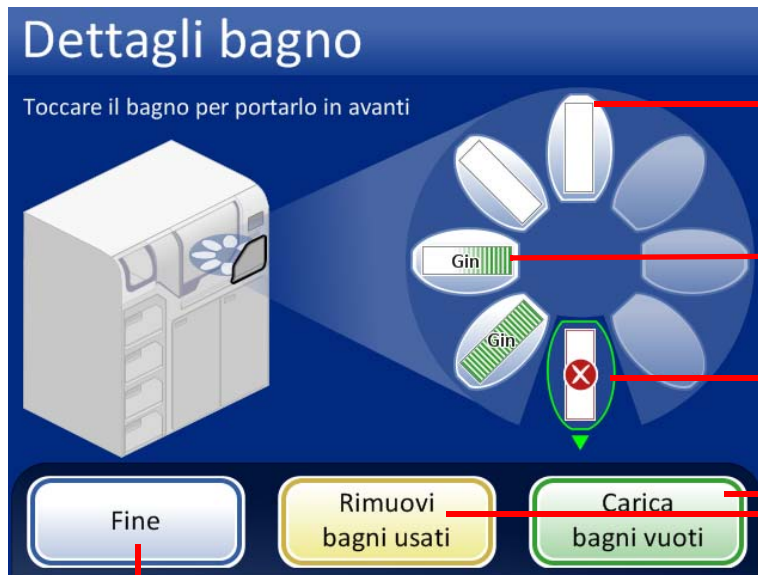 Dettagli bagno
Toccare il bagno per portarlo in avanti
Gin
Gin
Fine
Rimuovi
bagni usati
Carica
bagni vuoti